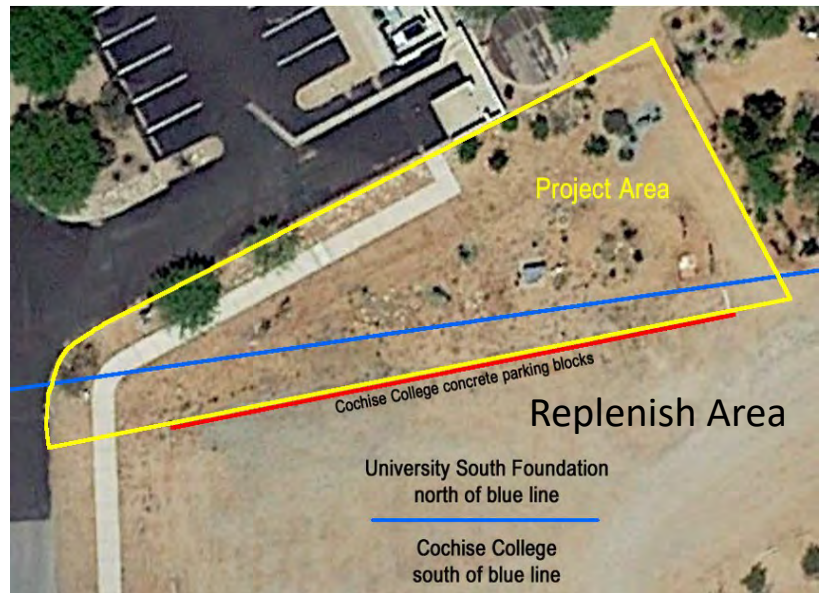 Project Area
Cochise College concrete parking blocks
Replenish Area
University South Foundation
north of blue line
Cochise College
south of blue line